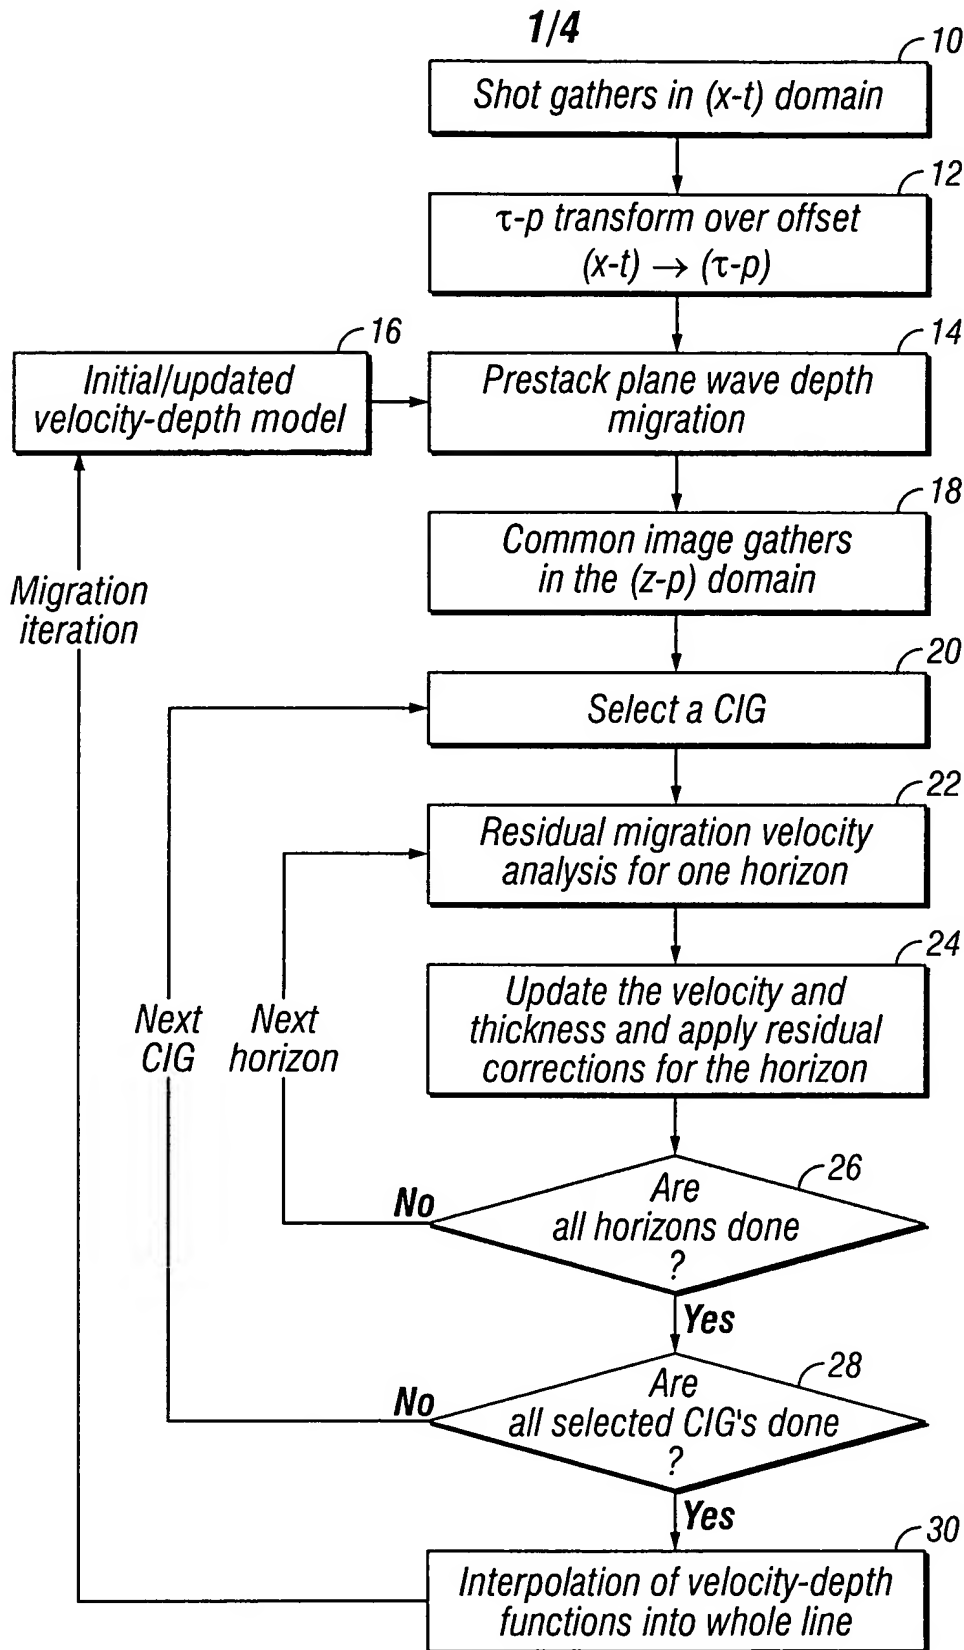 1/4
10
Shot gathers in (x-t) domain
12
τ-p transform over offset
(x-t) → (τ-p)
16
Initial/updated
velocity-depth model
14
Prestack plane wave depth
migration
18
Common image gathers
in the (z-p) domain
Migration
iteration
20
Select a CIG
22
Residual migration velocity
analysis for one horizon
24
Update the velocity and
thickness and apply residual
corrections for the horizon
Next
CIG
Next
horizon
26
Are
all horizons done
?
No
Yes
28
Are
all selected CIG's done
?
No
Yes
30
Interpolation of velocity-depth
functions into whole line